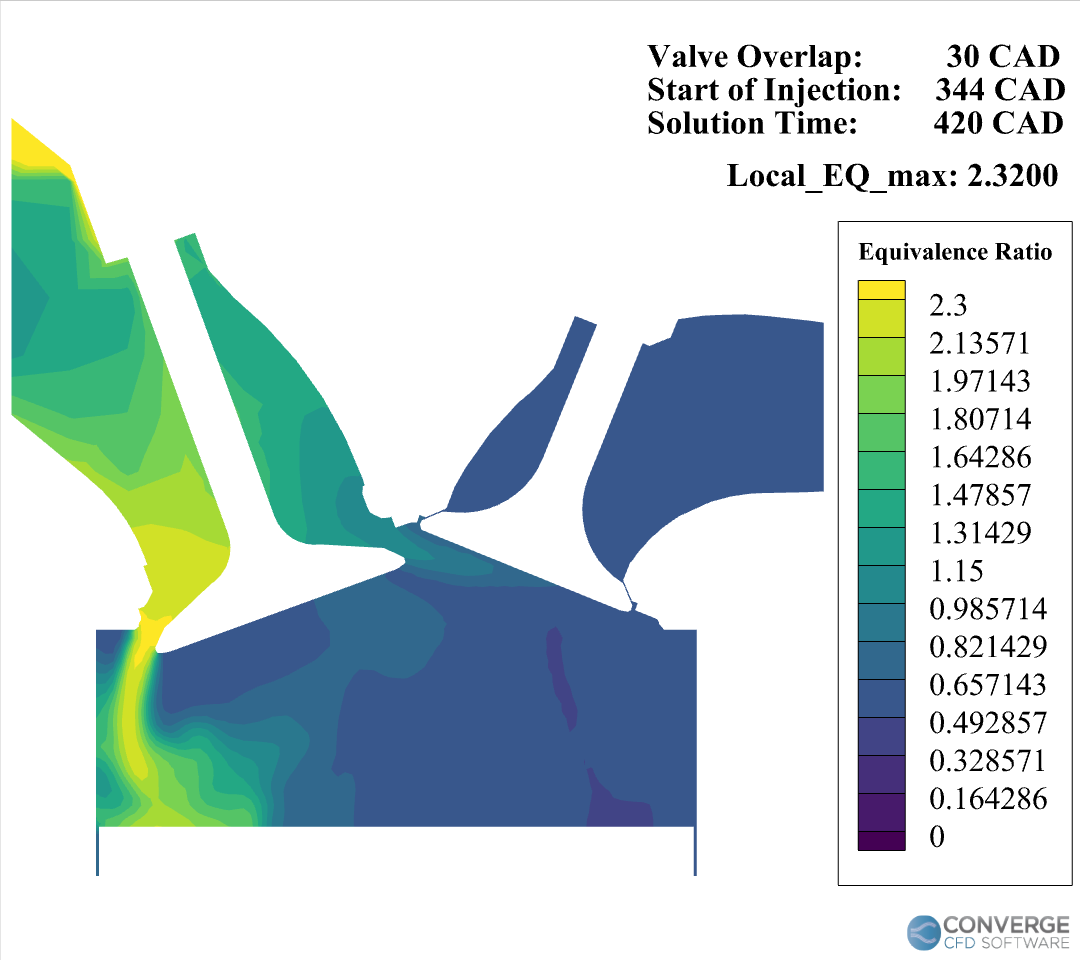 Valve Overlap: 30 CAD
Start of Injection: 344 CAD
Solution Time: 420 CAD
Local_EQ_max: 2.3200
Equivalence Ratio
2.3
2.13571
1.97143
1.80714
1.64286
1.47857
1.31429
1.15
0.985714
0.821429
0.657143
0.492857
0.328571
0.164286
0
CONVERGE
CFD SOFTWARE